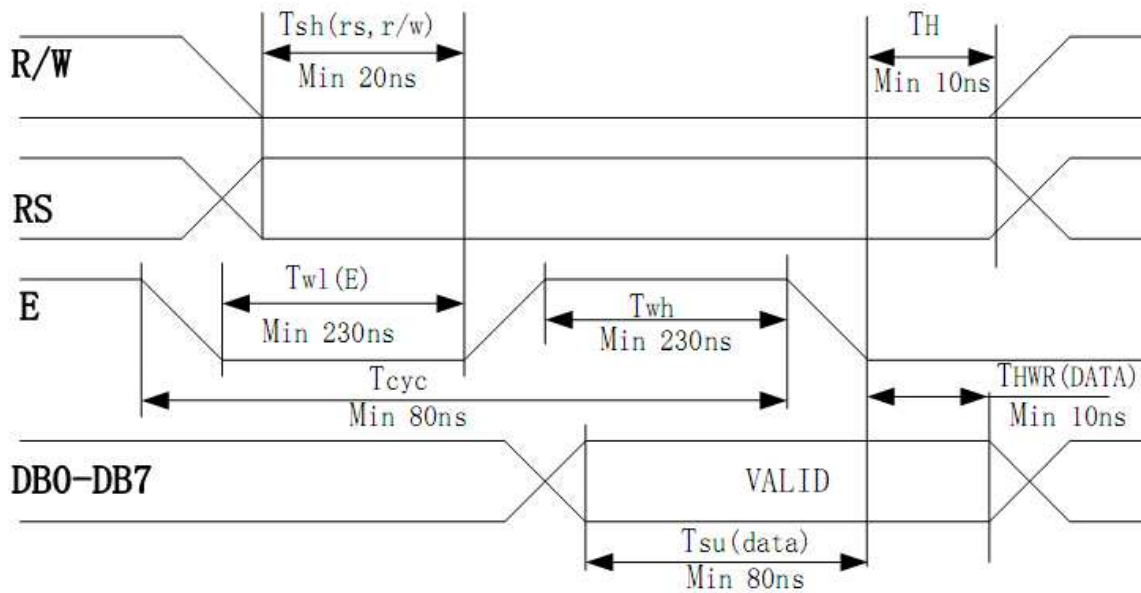 Tsh(rs,r/w)
TH
R/W
Min 20ns
Min 10ns
RS
Twl(E)
E
Twh
Min 230ns
Min 230ns
Tcyc
THWR(DATA)
Min 80ns
Min 10ns
DB0-DB7
VALID
Tsu(data)
Min 80ns